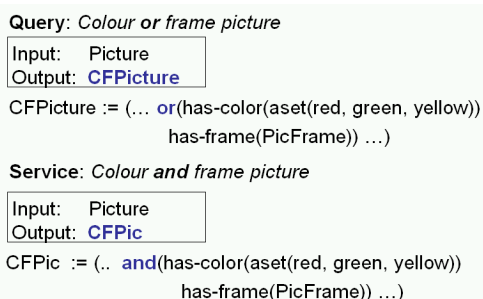 Query: Colour or frame picture
Input: Picture
Output: CFPicture
CFPicture := (... or(has-color(aset(red, green, yellow))
has-frame(PicFrame)) ...)
Service: Colour and frame picture
Input: Picture
Output: CFPic
CFPic := (.. and(has-color(aset(red, green, yellow))
has-frame(PicFrame)) ...)